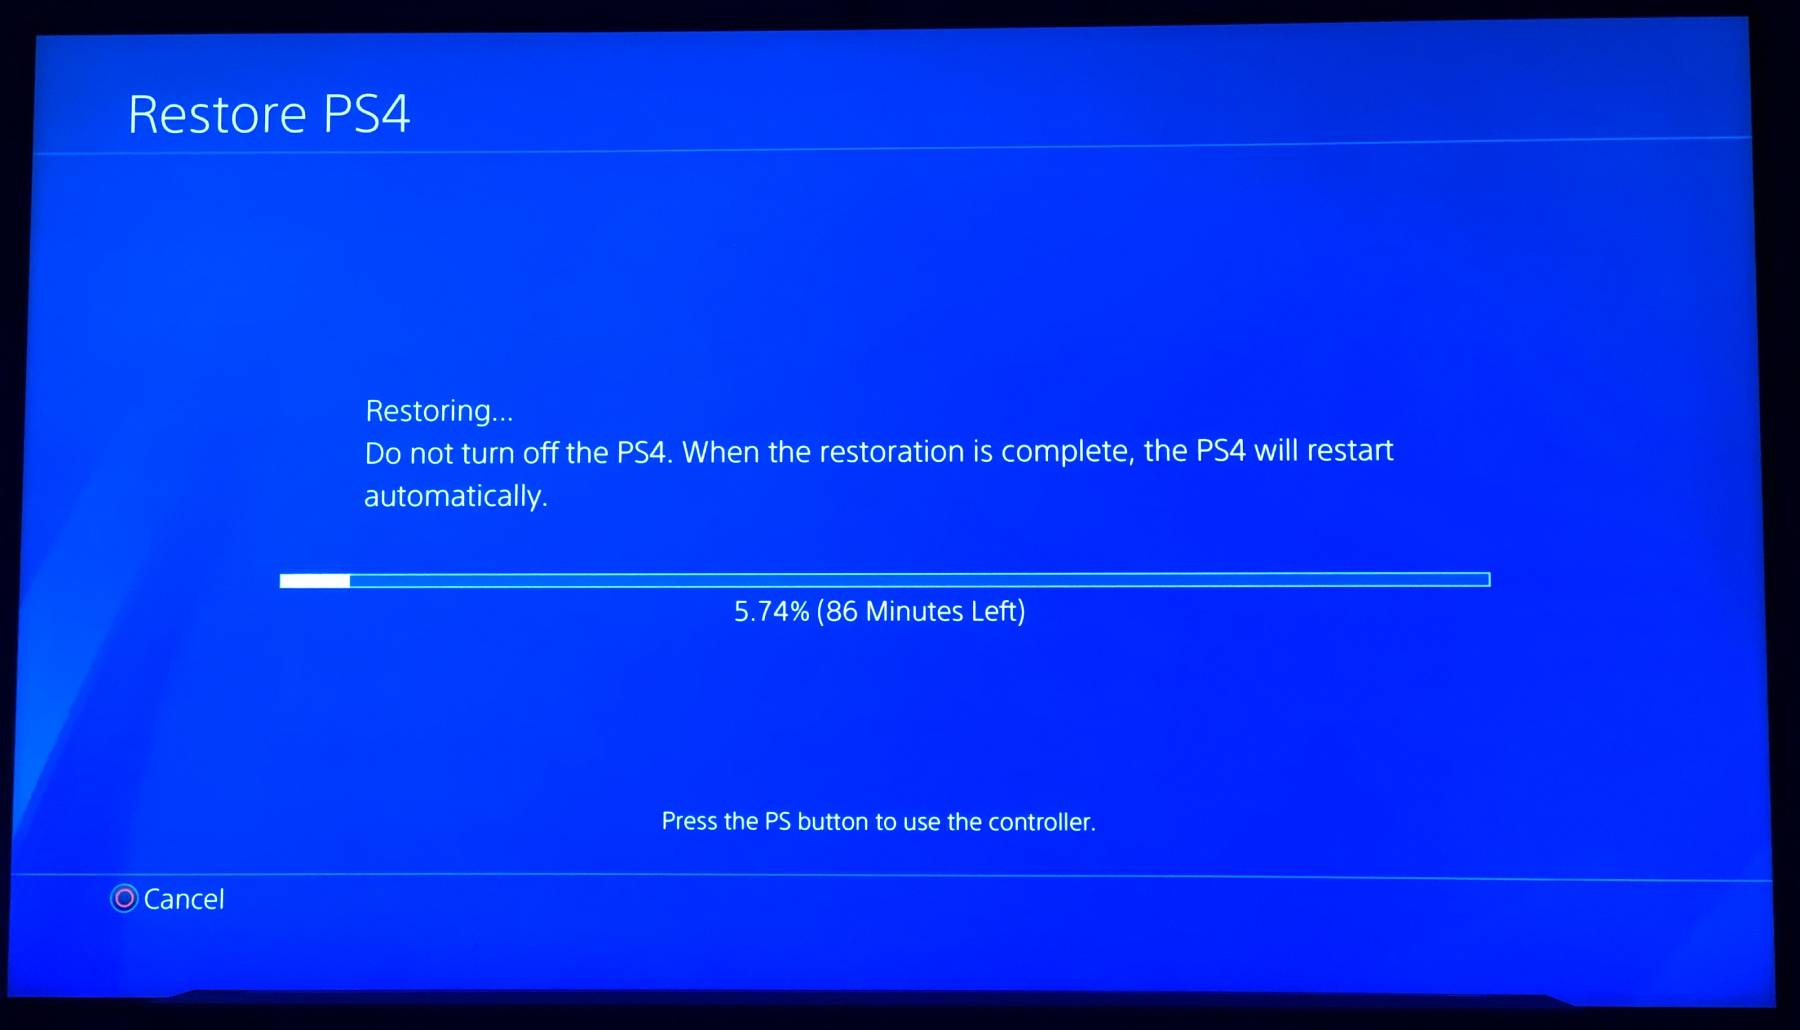 Restore PS4
Restoring...
Do not turn off the PS4. When the restoration is complete, the PS4 will restart
automatically.
5.74% (86 Minutes Left)
Press the PS button to use the controller.
Cancel